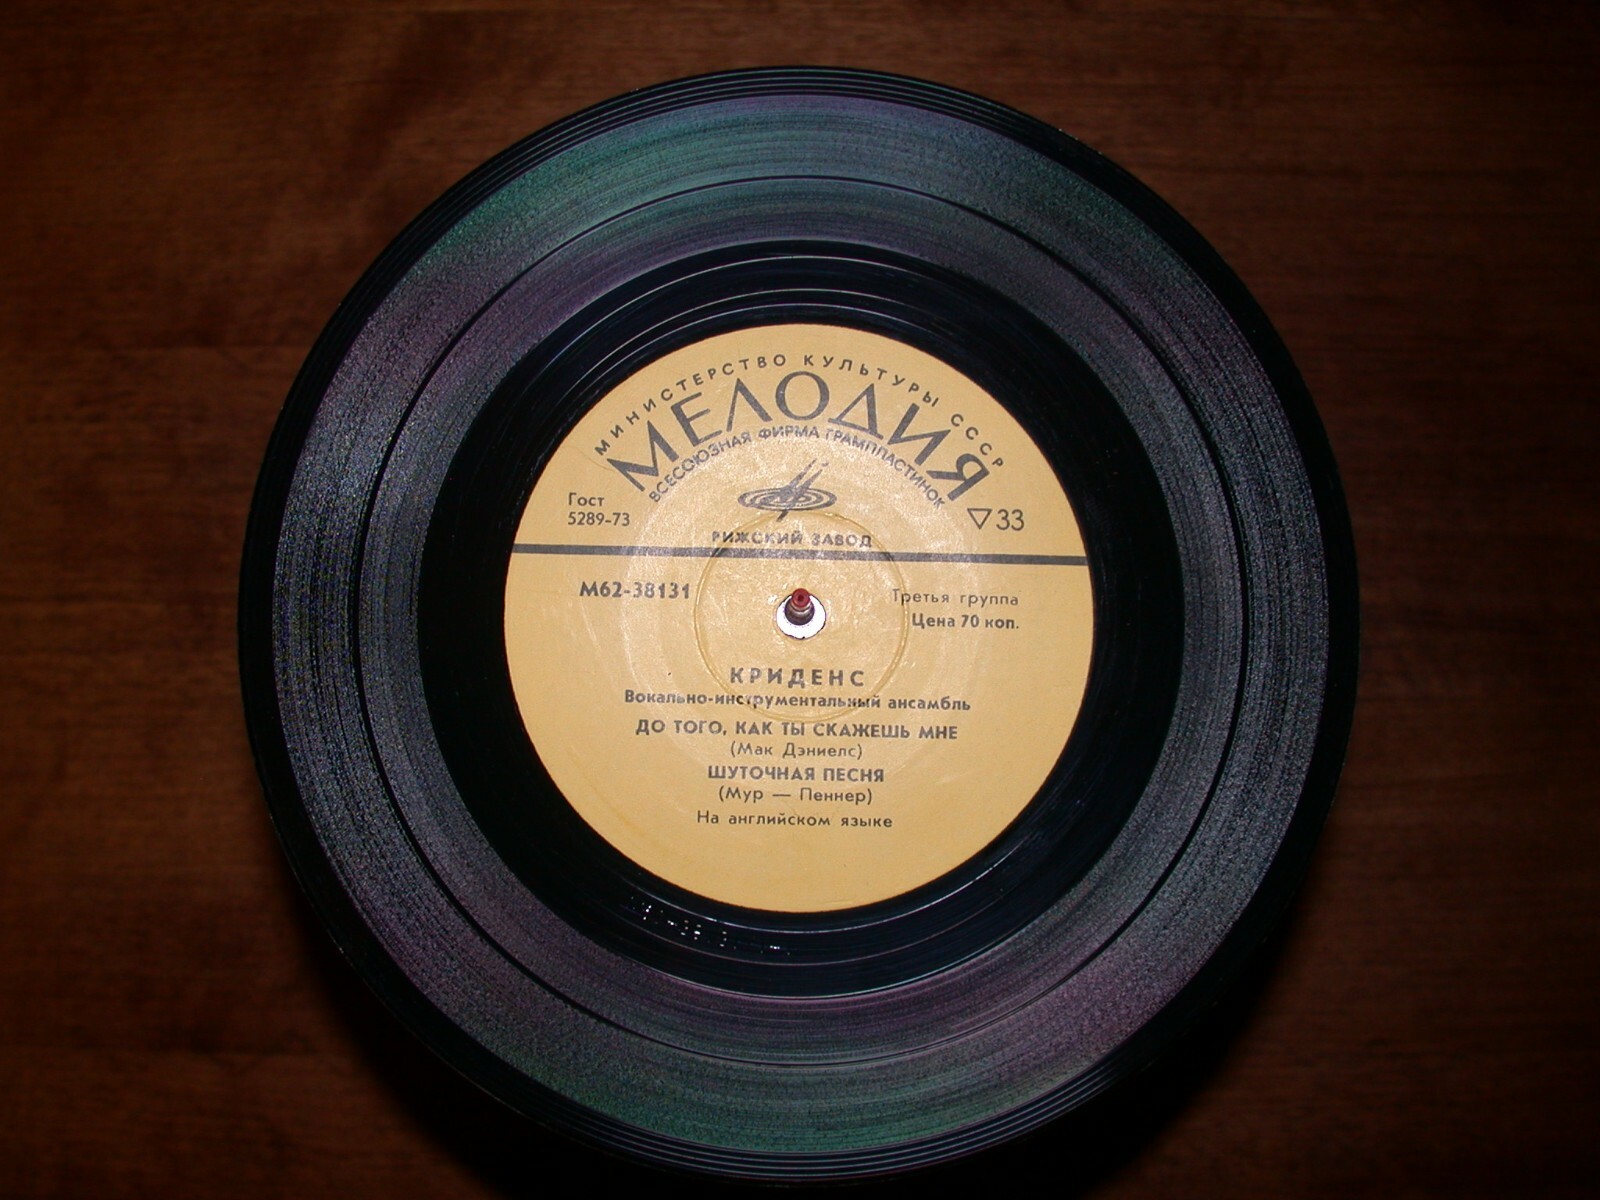 МИНИСТЕРСТВО КУЛЬТУРЫ СССР
МЕЛОДИЯ
ВСЕСОЮЗНАЯ ФИРМА ГРАМПЛАСТИНОК
Гост
5289-73
33
РИЖСКИЙ ЗАВОД
М62-38131
Третья группа
Цена 70 коп.
КРИДЕНС
Вокально-инструментальный ансамбль
ДО ТОГО, КАК ТЫ СКАЖЕШЬ МНЕ
(Мак Дэниелс)
ШУТОЧНАЯ ПЕСНЯ
(Мур — Пеннер)
На английском языке